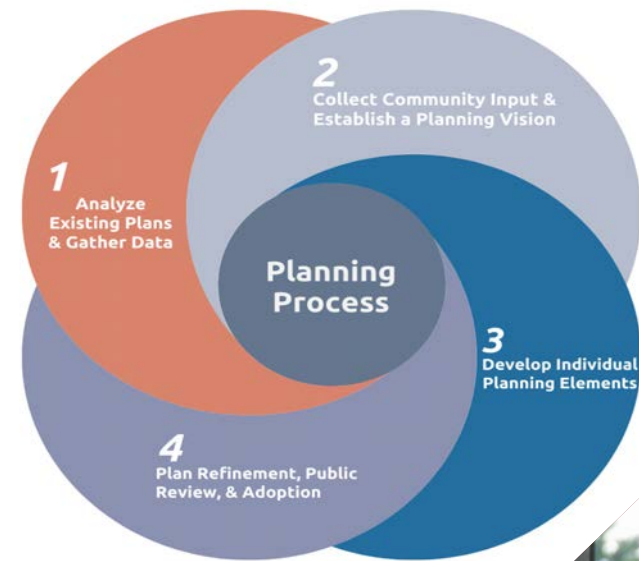 1
Analyze
Existing Plans
& Gather Data
2
Collect Community Input &
Establish a Planning Vision
Planning
Process
3
Develop Individual
Planning Elements
4
Plan Refinement, Public
Review, & Adoption